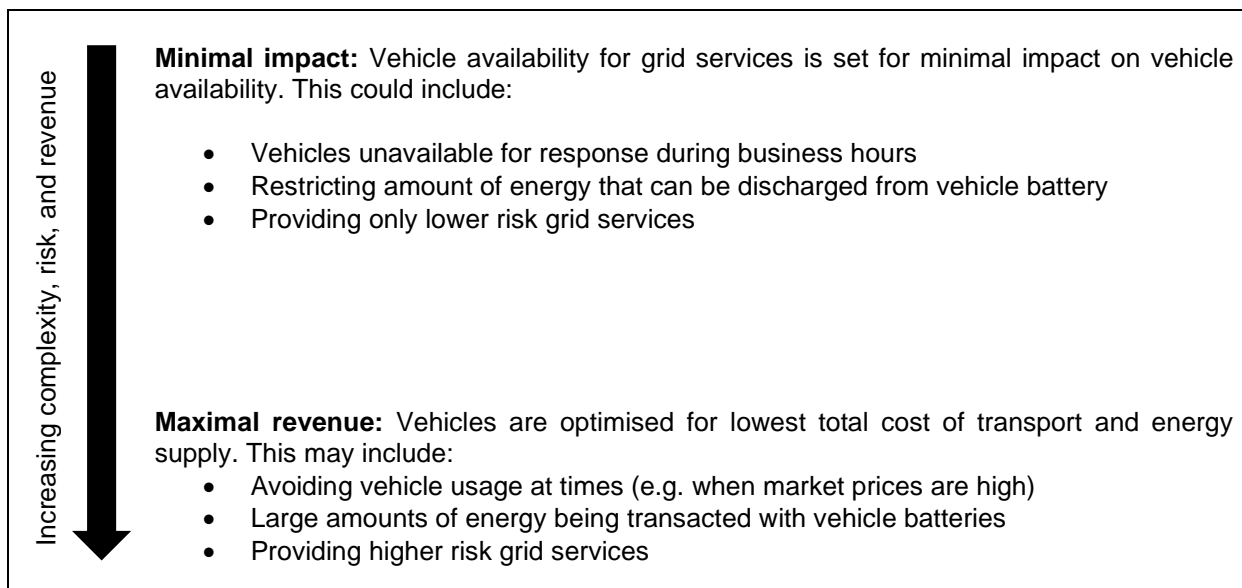 Increasing complexity, risk, and revenue
Minimal impact: Vehicle availability for grid services is set for minimal impact on vehicle
availability. This could include:
• Vehicles unavailable for response during business hours
• Restricting amount of energy that can be discharged from vehicle battery
• Providing only lower risk grid services
Maximal revenue: Vehicles are optimised for lowest total cost of transport and energy
supply. This may include:
• Avoiding vehicle usage at times (e.g. when market prices are high)
• Large amounts of energy being transacted with vehicle batteries
• Providing higher risk grid services